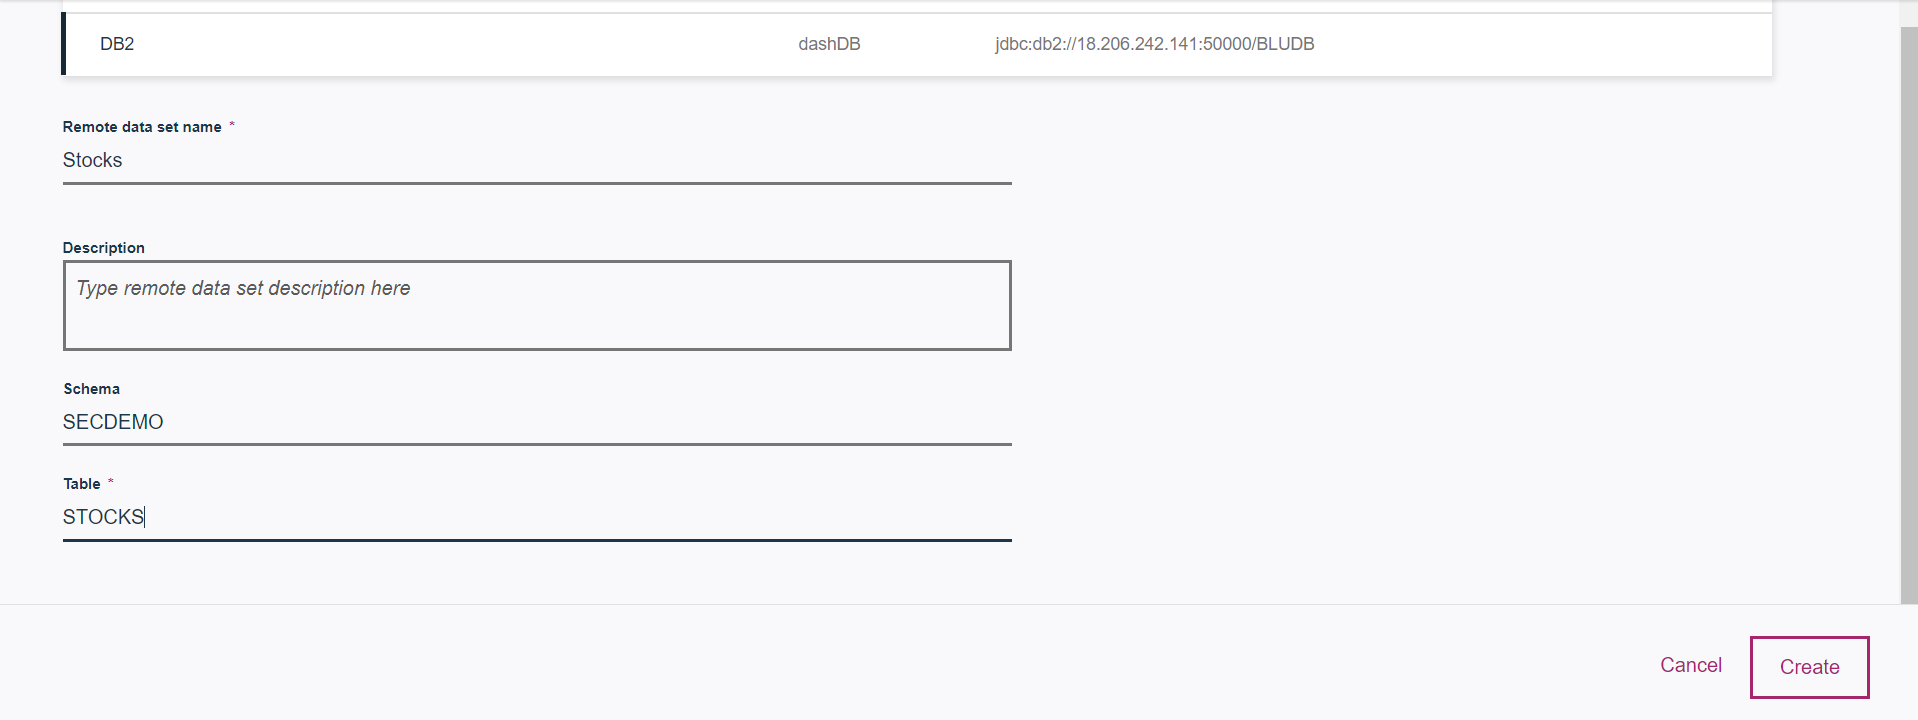 DB2 dashDB jdbc:db2://18.206.242.141:50000/BLUDB
Remote data set name *
Stocks
Description
Type remote data set description here
Schema
SECDEMO
Table *
STOCKS
Cancel Create